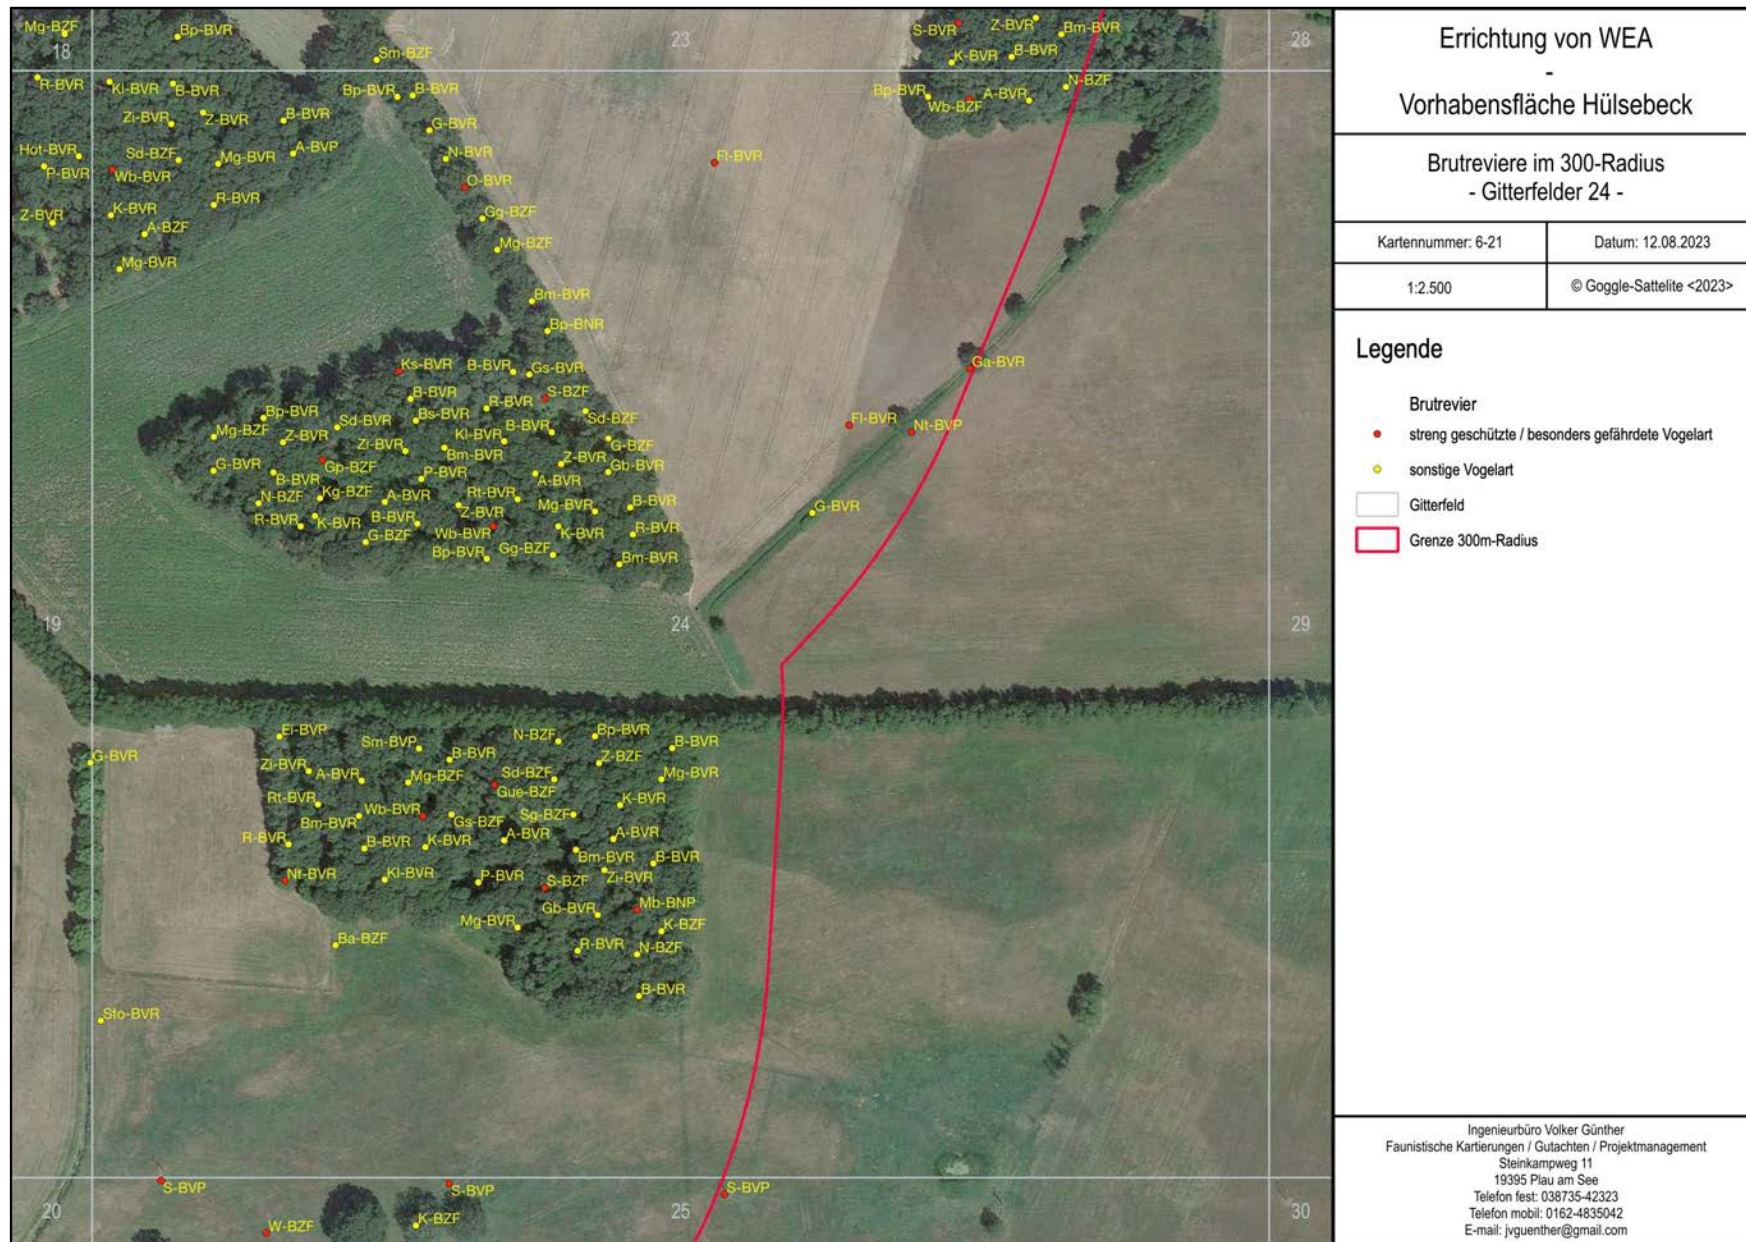 Mg-BZF
18
Bp-BVR
Sm-BZF
23
S-BVR
Z-BVR
Bm-BVR
28
K-BVR
B-BVR
R-BVR
Kl-BVR
B-BVR
Bp-BVR
B-BVR
Bp-BVR
Wb-BZF
A-BVR
N-BZF
Zi-BVR
Z-BVR
B-BVR
G-BVR
Hot-BVR
P-BVR
Sd-BZF
Mg-BVR
A-BVP
N-BVR
Fl-BVR
Wb-BVR
O-BVR
Z-BVR
K-BVR
R-BVR
A-BZF
Gg-BZF
Mg-BVR
Mg-BZF
Bm-BVR
Bp-BNR
Ks-BVR
B-BVR
Gs-BVR
Ga-BVR
B-BVR
S-BZF
R-BVR
Bp-BVR
Sd-BVR
Bs-BVR
Sd-BZF
Fl-BVR
Nt-BVP
Mg-BZF
Z-BVR
Zi-BVR
Kl-BVR
B-BVR
G-BZF
Bm-BVR
G-BVR
Gp-BZF
Z-BVR
Gb-BVR
B-BVR
P-BVR
A-BVR
N-BZF
Kg-BZF
A-BVR
Rt-BVR
Z-BVR
Mg-BVR
B-BVR
G-BVR
R-BVR
K-BVR
B-BVR
Wb-BVR
K-BVR
R-BVR
G-BZF
Bp-BVR
Gg-BZF
Bm-BVR
19
24
29
G-BVR
Ei-BVP
Sm-BVP
N-BZF
Bp-BVR
B-BVR
B-BVR
Z-BZF
Zi-BVR
A-BVR
Mg-BZF
Sd-BZF
Mg-BVR
Gue-BZF
Rt-BVR
Bm-BVR
Wb-BVR
Gs-BZF
Sg-BZF
K-BVR
R-BVR
B-BVR
K-BVR
A-BVR
A-BVR
Bm-BVR
B-BVR
Nt-BVR
Kl-BVR
P-BVR
S-BZF
Zi-BVR
Gb-BVR
Mb-BNP
Mg-BVR
K-BZF
Ba-BZF
R-BVR
N-BZF
B-BVR
Sto-BVR
S-BVP
S-BVP
S-BVP
20
W-BZF
K-BZF
25
30
Errichtung von WEA
-
Vorhabensfläche Hülsebeck
Brutreviere im 300-Radius
- Gitterfelder 24 -
Kartennummer: 6-21
Datum: 12.08.2023
1:2.500
© Goggle-Sattelite <2023>
Legende
Brutrevier
streng geschützte / besonders gefährdete Vogelart
sonstige Vogelart
Gitterfeld
Grenze 300m-Radius
Ingenieurbüro Volker Günther
Faunistische Kartierungen / Gutachten / Projektmanagement
Steinkampweg 11
19395 Plau am See
Telefon fest: 038735-42323
Telefon mobil: 0162-4835042
E-mail: jvguenther@gmail.com